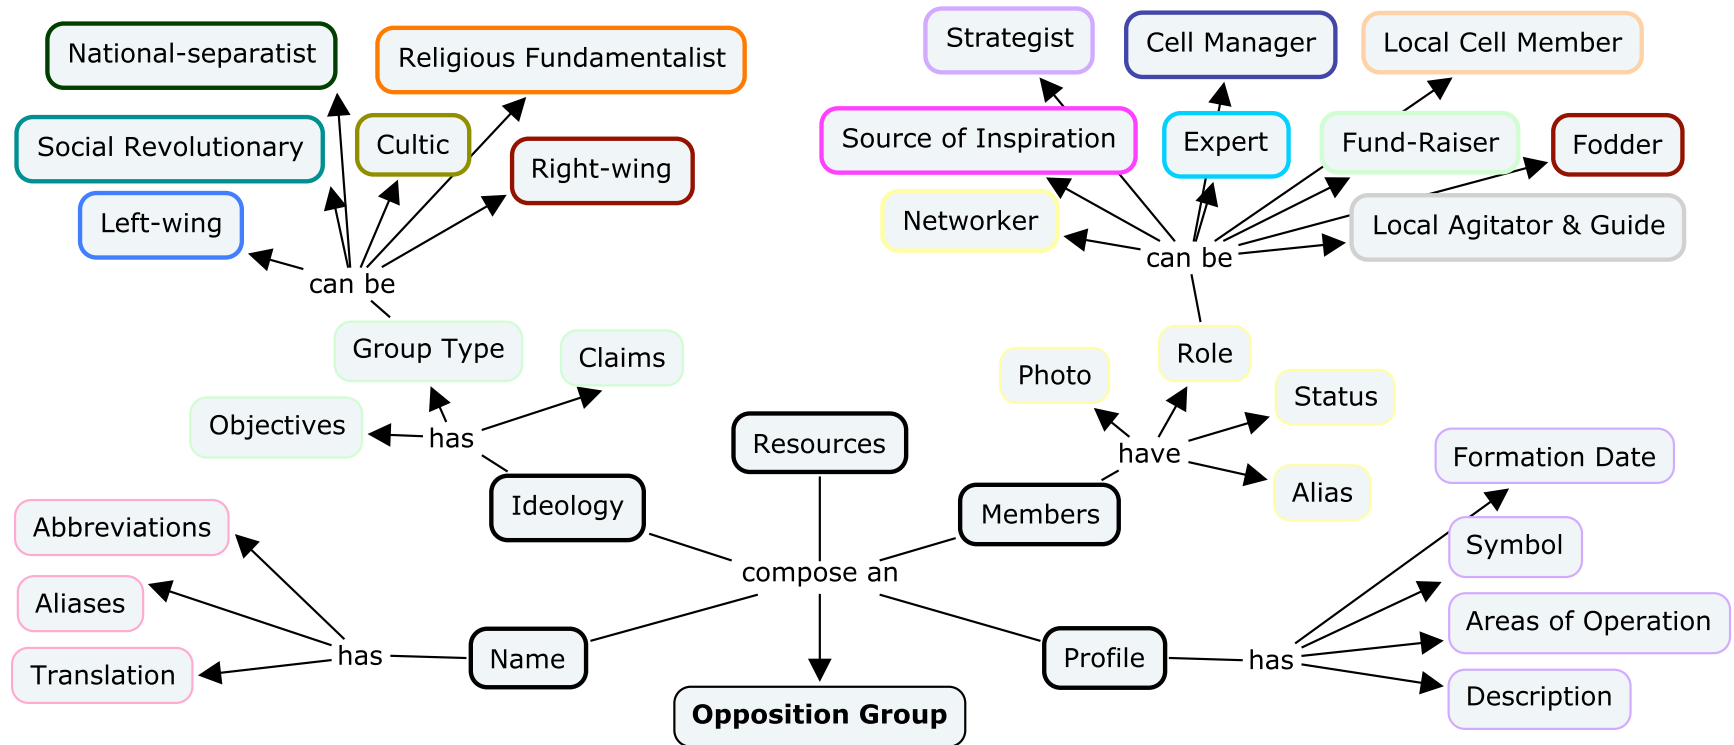 National-separatist
Religious Fundamentalist
Social Revolutionary
Cultic
Right-wing
Left-wing
can be
Group Type
Claims
Objectives
has
Ideology
Strategist
Cell Manager
Local Cell Member
Source of Inspiration
Expert
Fund-Raiser
Fodder
Networker
Local Agitator & Guide
can be
Role
Photo
Status
have
Alias
Members
Resources
compose an
Abbreviations
Aliases
Translation
has
Name
Opposition Group
Profile
has
Formation Date
Symbol
Areas of Operation
Description